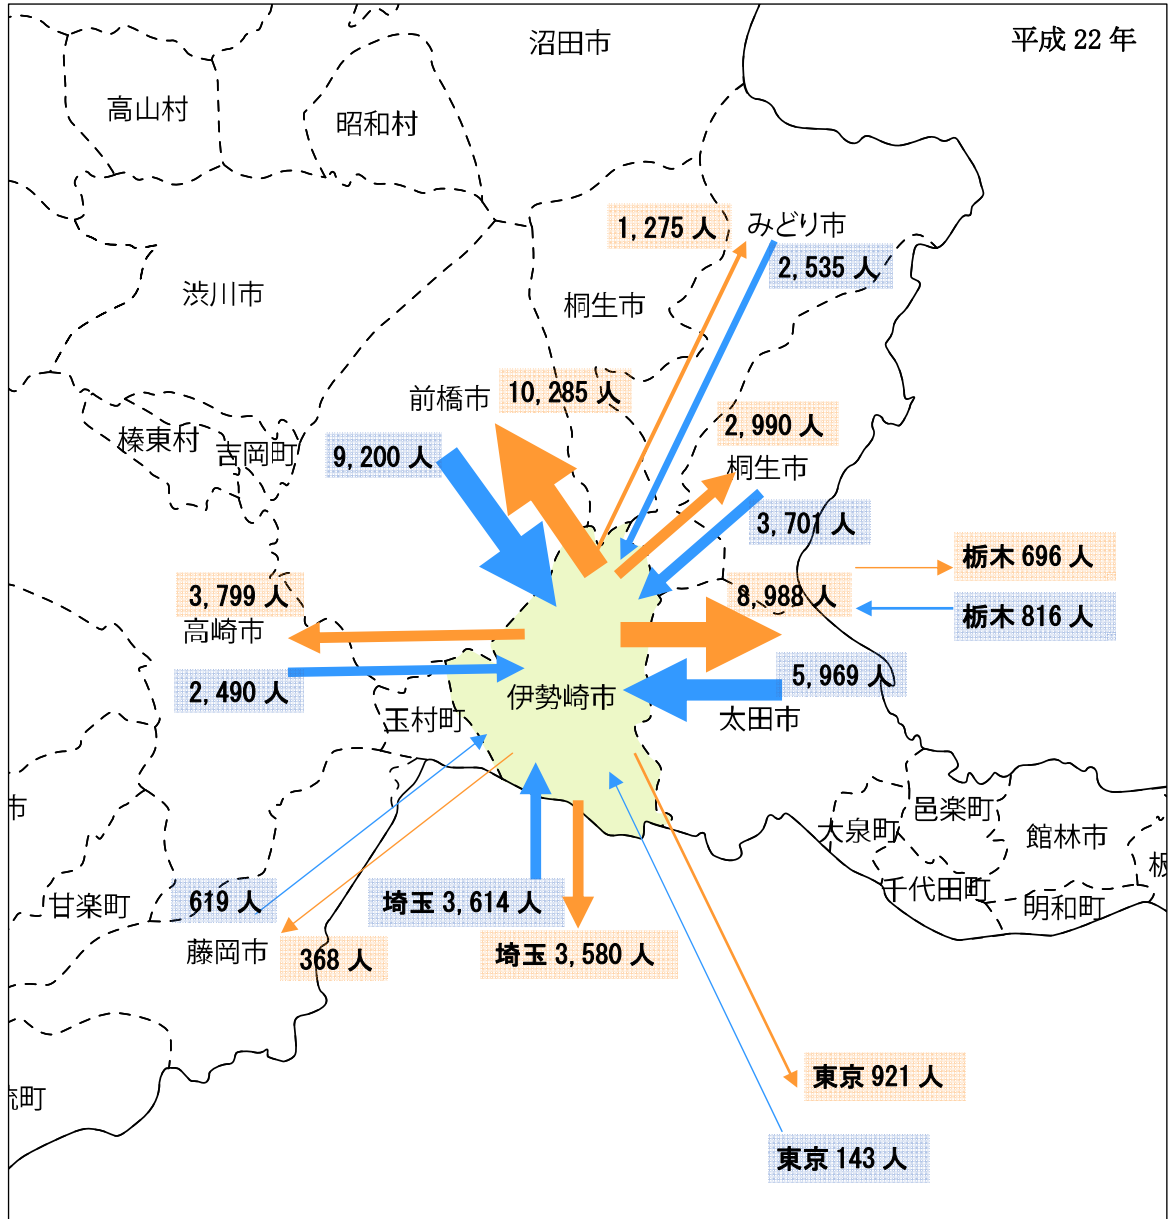 沼田市
平成 22 年
高山村
昭和村
1,275 人
みどり市
2,535 人
渋川市
桐生市
前橋市
10,285 人
2,990 人
榛東村
吉岡町
9,200 人
桐生市
3,701 人
栃木 696 人
3,799 人
8,988 人
栃木 816 人
高崎市
2,490 人
伊勢崎市
5,969 人
玉村町
太田市
市
大泉町
邑楽町
館林市
板
甘楽町
619 人
埼玉 3,614 人
千代田町
明和町
藤岡市
368 人
埼玉 3,580 人
東京 921 人
町
東京 143 人